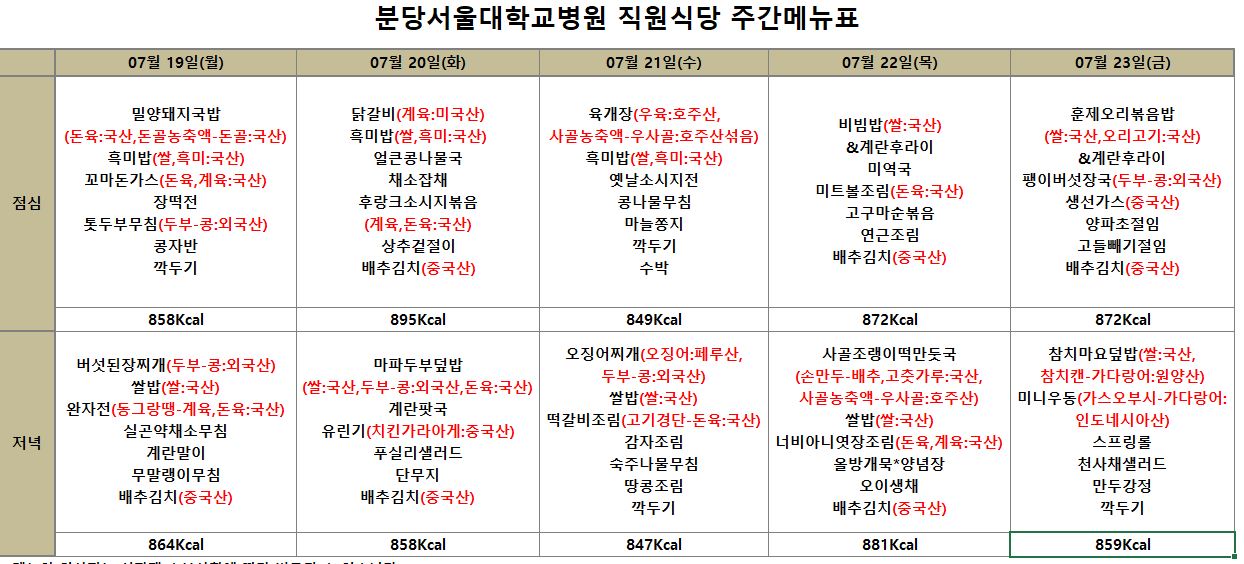 분당서울대학교병원 직원식당 주간메뉴표
07월 19일(월)
07월 20일(화)
07월 21일(수)
07월 22일(목)
07월 23일(금)
점심
밀양돼지국밥
(돈육:국산,돈골농축액-돈골:국산)
흑미밥(쌀,흑미:국산)
꼬마돈가스(돈육,계육:국산)
장떡전
톳두부무침(두부-콩:외국산)
콩자반
깍두기
닭갈비(계육:미국산)
흑미밥(쌀,흑미:국산)
얼큰콩나물국
채소잡채
후랑크소시지볶음
(계육,돈육:국산)
상추겉절이
배추김치(중국산)
육개장(우육:호주산,
사골농축액-우사골:호주산섞음)
흑미밥(쌀,흑미:국산)
옛날소시지전
콩나물무침
마늘쫑지
깍두기
수박
비빔밥(쌀:국산)
&계란후라이
미역국
미트볼조림(돈육:국산)
고구마순볶음
연근조림
배추김치(중국산)
훈제오리볶음밥
(쌀:국산,오리고기:국산)
&계란후라이
팽이버섯장국(두부-콩:외국산)
생선가스(중국산)
양파초절임
고들빼기절임
배추김치(중국산)
858Kcal
895Kcal
849Kcal
872Kcal
872Kcal
저녁
버섯된장찌개(두부-콩:외국산)
쌀밥(쌀:국산)
완자전(동그랑땡-계육,돈육:국산)
실곤약채소무침
계란말이
무말랭이무침
배추김치(중국산)
마파두부덮밥
(쌀:국산,두부-콩:외국산,돈육:국산)
계란팟국
유린기(치킨가라아게:중국산)
푸실리샐러드
단무지
배추김치(중국산)
오징어찌개(오징어:페루산,
두부-콩:외국산)
쌀밥(쌀:국산)
떡갈비조림(고기경단-돈육:국산)
감자조림
숙주나물무침
땅콩조림
깍두기
사골조랭이떡만둣국
(손만두-배추,고춧가루:국산,
사골농축액-우사골:호주산)
쌀밥(쌀:국산)
너비아니엿장조림(돈육,계육:국산)
올방개묵*양념장
오이생채
배추김치(중국산)
참치마요덮밥(쌀:국산,
참치캔-가다랑어:원양산)
미니우동(가스오부시-가다랑어:
인도네시아산)
스프링롤
천사채샐러드
만두강정
깍두기
864Kcal
858Kcal
847Kcal
881Kcal
859Kcal